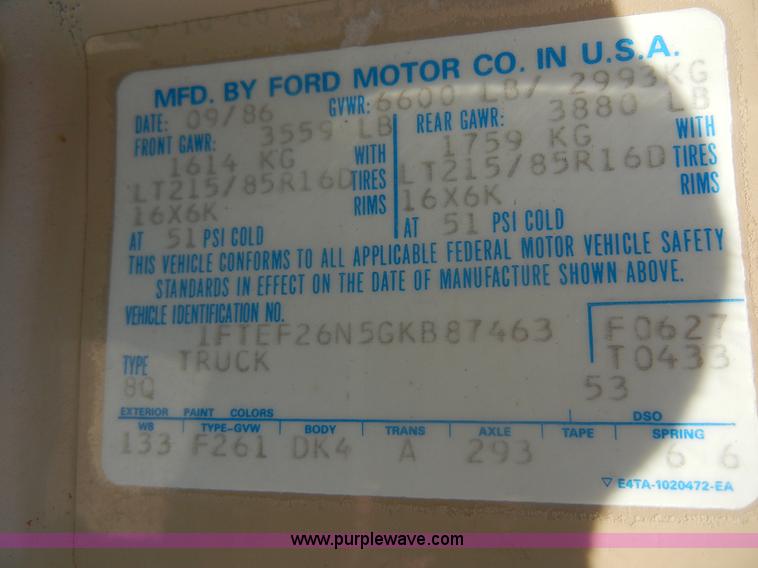 MFD. BY FORD MOTOR CO. IN U.S.A.
DATE: 09/86 GVWR: 6600 LB/ 2993KG
FRONT GAWR: 3559 LB REAR GAWR: 3880 LB
1614 KG WITH 1759 KG WITH
LT215/85R16D TIRES LT215/85R16D TIRES
16X6K RIMS 16X6K RIMS
AT 51 PSI COLD AT 51 PSI COLD
THIS VEHICLE CONFORMS TO ALL APPLICABLE FEDERAL MOTOR VEHICLE SAFETY
STANDARDS IN EFFECT ON THE DATE OF MANUFACTURE SHOWN ABOVE.
VEHICLE IDENTIFICATION NO.
1FTEF26N5GKB87463 F0627
TYPE TRUCK T0433
8Q 53
EXTERIOR PAINT COLORS DSO
WB TYPE-GVW BODY TRANS AXLE TAPE SPRING
133 F261 DK4 A 293 6 6
▽ E4TA-1020472-EA
www.purplewave.com